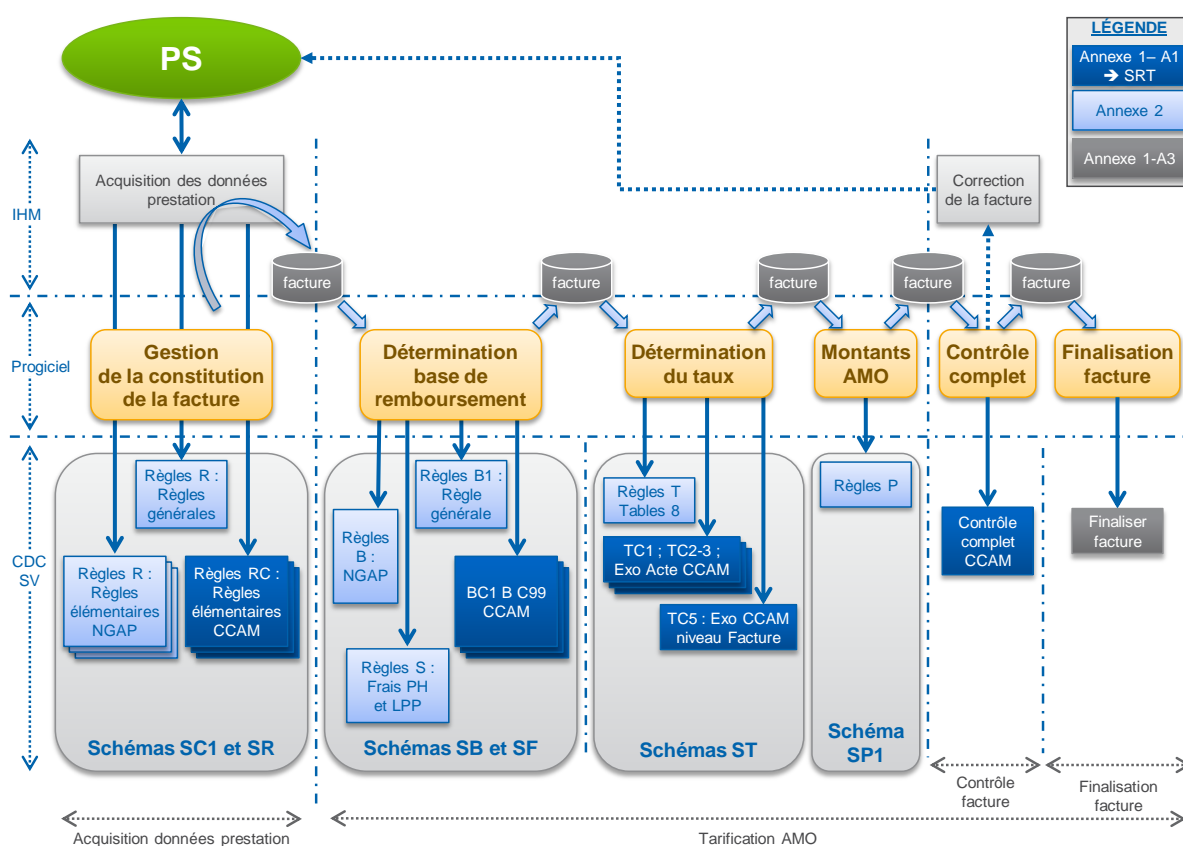 PS
LÉGENDE
Annexe 1– A1
➔ SRT
Annexe 2
Annexe 1-A3
IHM
Acquisition des données
prestation
Correction
de la facture
facture
facture
facture
facture
facture
Progiciel
Gestion
de la constitution
de la facture
Détermination
base de
remboursement
Détermination
du taux
Montants
AMO
Contrôle
complet
Finalisation
facture
CDC
SV
Règles R :
Règles
générales
Règles R :
Règles
élémentaires
NGAP
Règles RC :
Règles
élémentaires
CCAM
Schémas SC1 et SR
Règles B1 :
Règle
générale
Règles
B : NGAP
BC1 B C99
CCAM
Règles S :
Frais PH
et LPP
Schémas SB et SF
Règles T
Tables 8
TC1 ; TC2-3 ;
Exo Acte CCAM
TC5 : Exo CCAM
niveau Facture
Schémas ST
Règles P
Schéma
SP1
Contrôle
complet
CCAM
Finaliser
facture
Contrôle
facture
Finalisation
facture
Acquisition données prestation
Tarification AMO